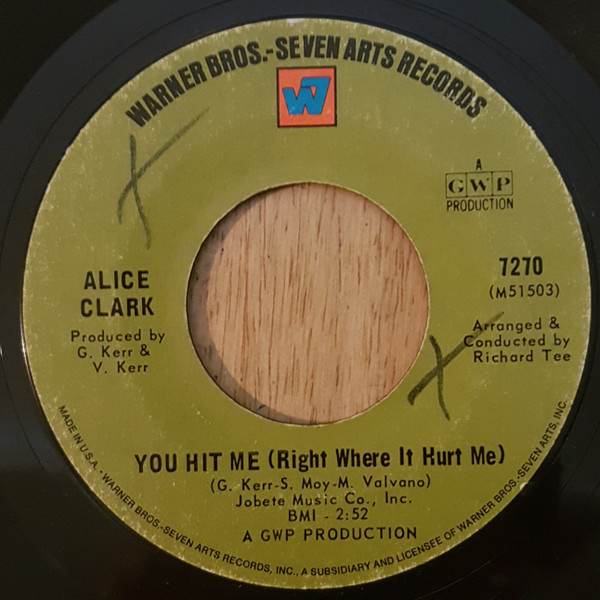 WARNER BROS.-SEVEN ARTS RECORDS
W7
A
GWP
PRODUCTION
ALICE
CLARK
Produced by
G. Kerr &
V. Kerr
7270
(M51503)
Arranged &
Conducted by
Richard Tee
YOU HIT ME (Right Where It Hurt Me)
(G. Kerr-S. Moy-M. Valvano)
Jobete Music Co., Inc.
BMI - 2:52
A GWP PRODUCTION
MADE IN U.S.A. - WARNER BROS.-SEVEN ARTS RECORDS, INC., A SUBSIDIARY AND LICENSEE OF WARNER BROS.-SEVEN ARTS, INC.